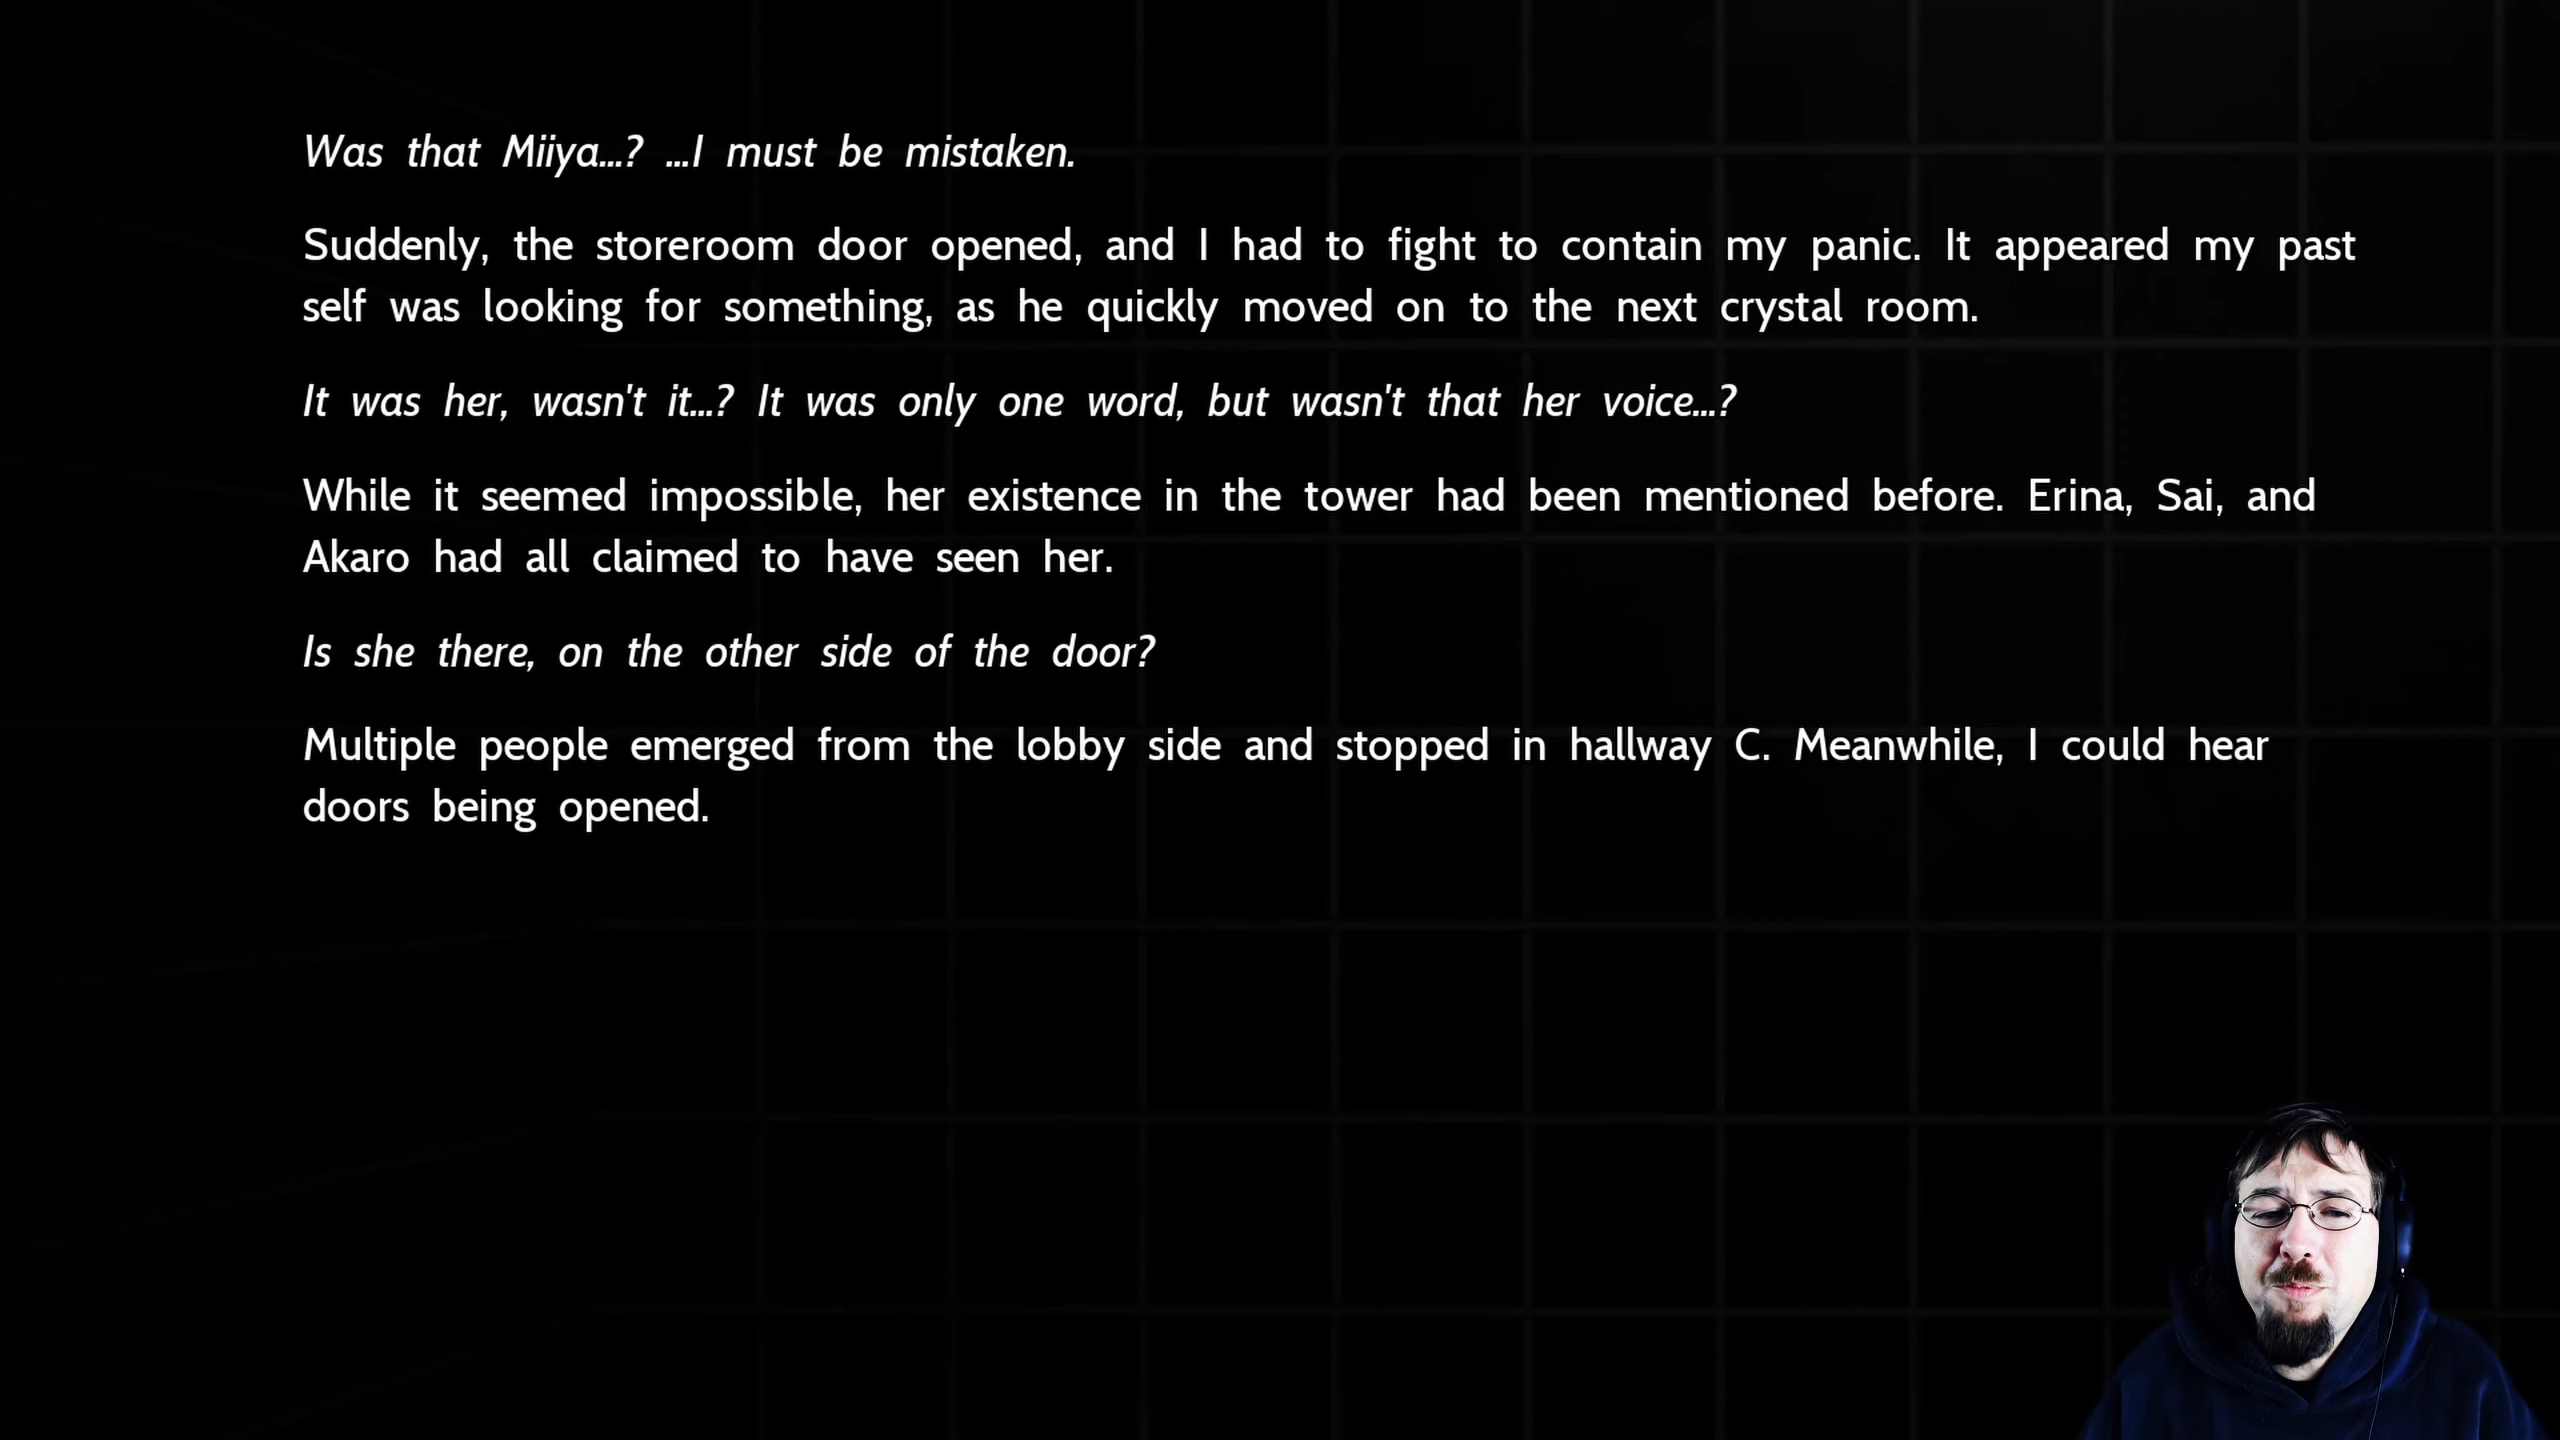 Was that Miiya...? ...I must be mistaken.
Suddenly, the storeroom door opened, and I had to fight to contain my panic. It appeared my past
self was looking for something, as he quickly moved on to the next crystal room.
It was her, wasn't it...? It was only one word, but wasn't that her voice...?
While it seemed impossible, her existence in the tower had been mentioned before. Erina, Sai, and
Akaro had all claimed to have seen her.
Is she there, on the other side of the door?
Multiple people emerged from the lobby side and stopped in hallway C. Meanwhile, I could hear
doors being opened.